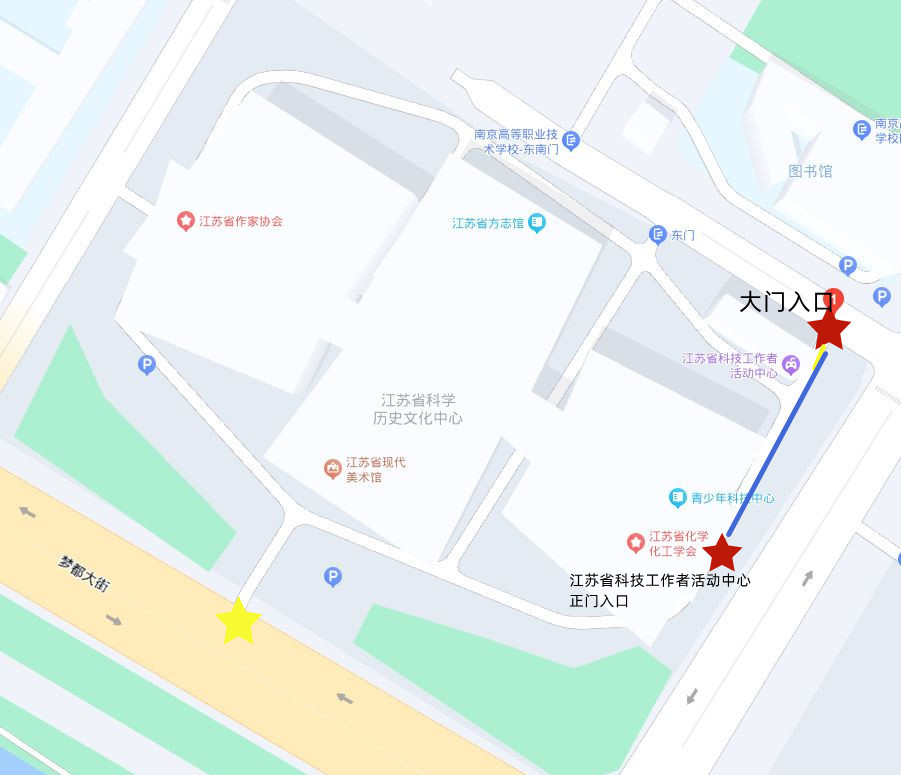 南京高等职业技
术学校-东南门
南京
学校
图书馆
江苏省作家协会
江苏省方志馆
东门
P
P
大门入口
江苏省科技工作者
活动中心
P
江苏省科学
历史文化中心
江苏省现代
美术馆
青少年科技中心
江苏省化学
化工学会
梦都大街
P
江苏省科技工作者活动中心
正门入口